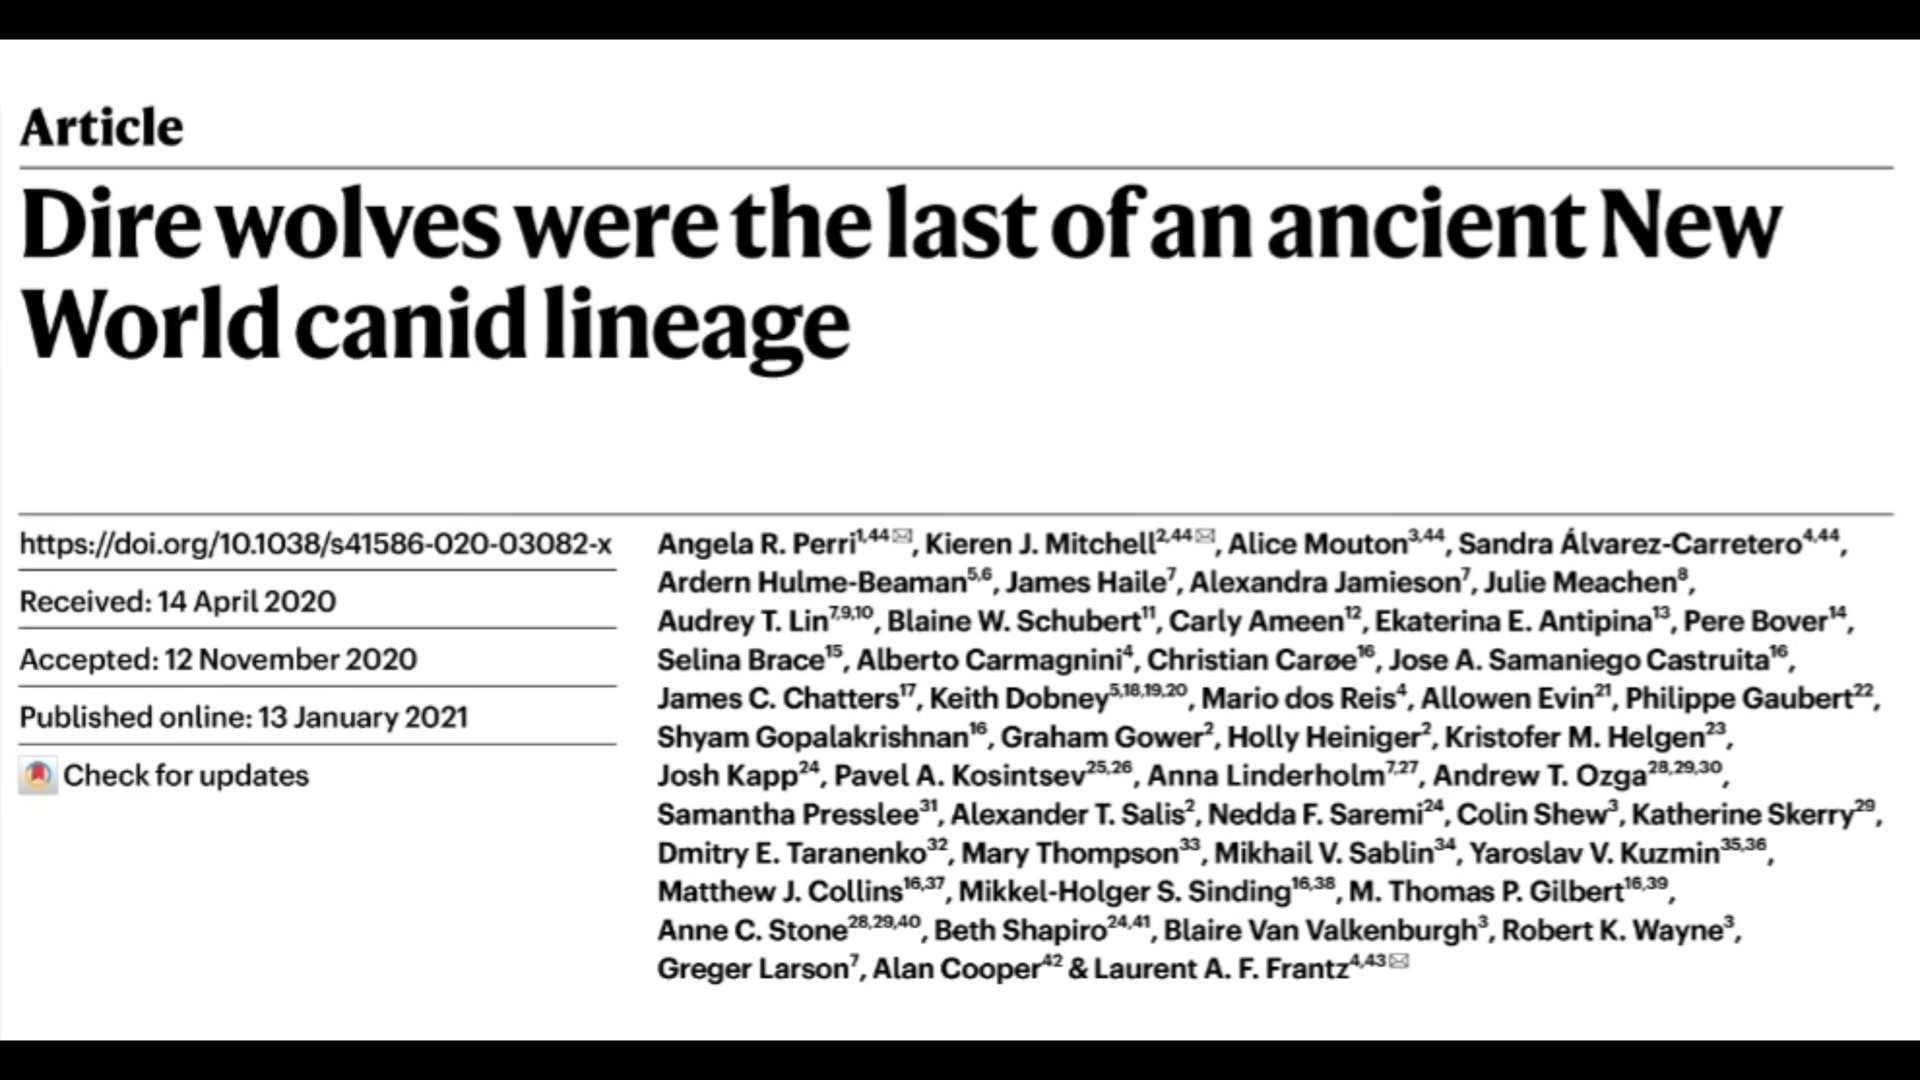 Article
Dire wolves were the last of an ancient New
World canid lineage
https://doi.org/10.1038/s41586-020-03082-x
Received: 14 April 2020
Accepted: 12 November 2020
Published online: 13 January 2021
Check for updates
Angela R. Perri1,44✉, Kieren J. Mitchell2,44✉, Alice Mouton3,44, Sandra Álvarez-Carretero4,44,
Ardern Hulme-Beaman5,6, James Haile7, Alexandra Jamieson7, Julie Meachen8,
Audrey T. Lin7,9,10, Blaine W. Schubert11, Carly Ameen12, Ekaterina E. Antipina13, Pere Bover14,
Selina Brace15, Alberto Carmagnini4, Christian Carøe16, Jose A. Samaniego Castruita16,
James C. Chatters17, Keith Dobney5,18,19,20, Mario dos Reis4, Allowen Evin21, Philippe Gaubert22,
Shyam Gopalakrishnan16, Graham Gower2, Holly Heiniger2, Kristofer M. Helgen23,
Josh Kapp24, Pavel A. Kosintsev25,26, Anna Linderholm7,27, Andrew T. Ozga28,29,30,
Samantha Presslee31, Alexander T. Salis2, Nedda F. Saremi24, Colin Shew3, Katherine Skerry29,
Dmitry E. Taranenko32, Mary Thompson33, Mikhail V. Sablin34, Yaroslav V. Kuzmin35,36,
Matthew J. Collins16,37, Mikkel-Holger S. Sinding16,38, M. Thomas P. Gilbert16,39,
Anne C. Stone28,29,40, Beth Shapiro24,41, Blaire Van Valkenburgh3, Robert K. Wayne3,
Greger Larson7, Alan Cooper42 & Laurent A. F. Frantz4,43✉